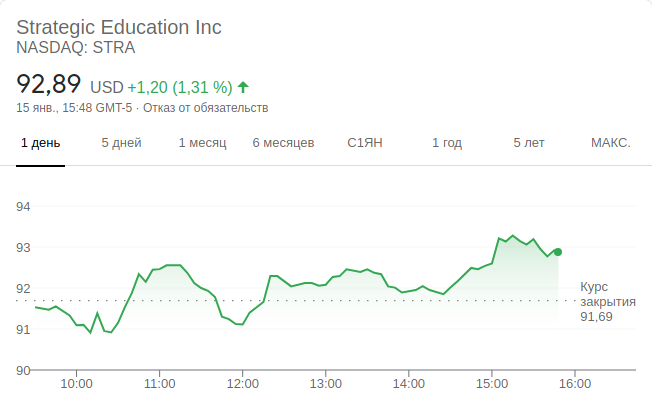 Strategic Education Inc
NASDAQ: STRA
92,89 USD +1,20 (1,31 %)
15 янв., 15:48 GMT-5 · Отказ от обязательств
1 день 5 дней 1 месяц 6 месяцев С1ЯН 1 год 5 лет МАКС.
94
93
92
91
90
Курс
закрытия
91,69
10:00 11:00 12:00 13:00 14:00 15:00 16:00